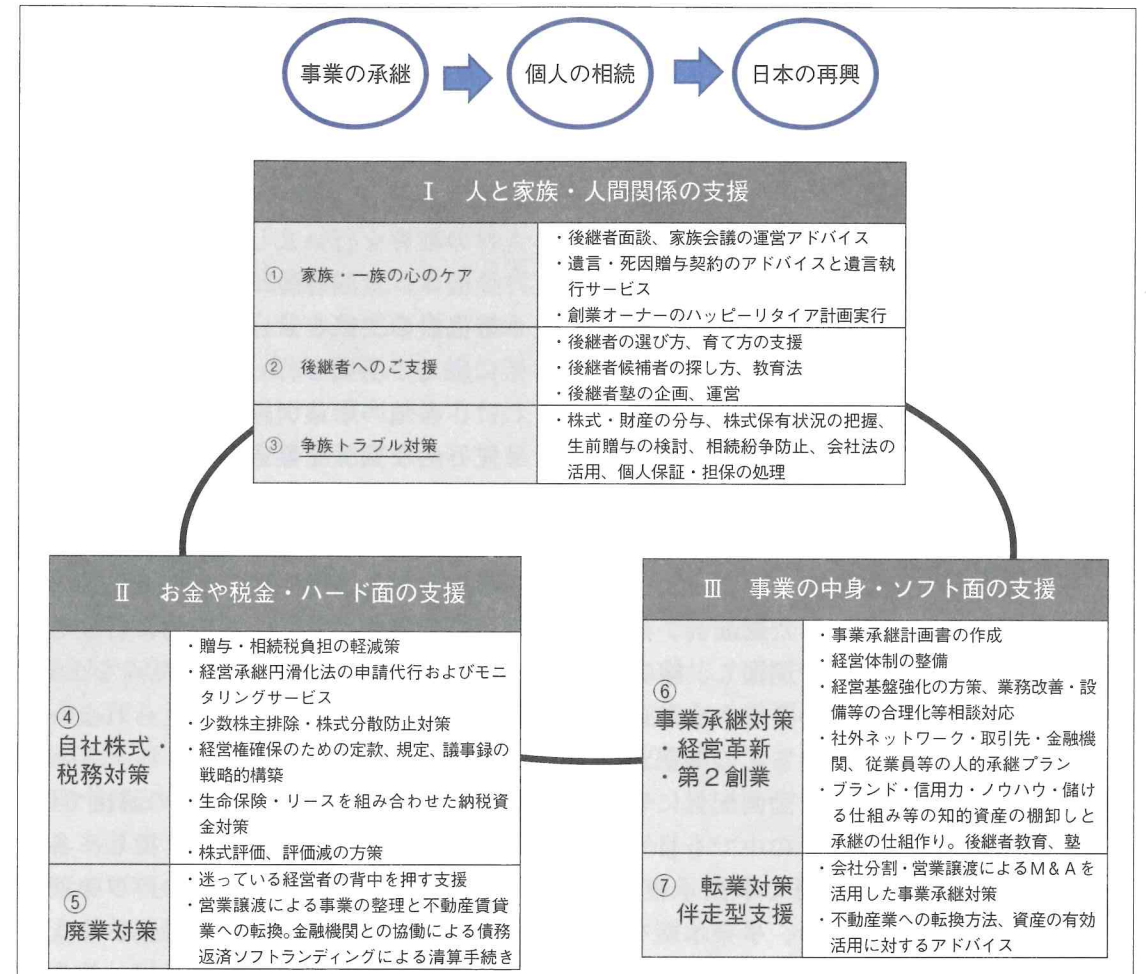 事業の承継
個人の相続
日本の再興
Ⅰ 人と家族・人間関係の支援
① 家族・一族の心のケア
・後継者面談、家族会議の運営アドバイス
・遺言・死因贈与契約のアドバイスと遺言執
行サービス
・創業オーナーのハッピーリタイア計画実行
② 後継者へのご支援
・後継者の選び方、育て方の支援
・後継者候補者の探し方、教育法
・後継者塾の企画、運営
③ 争族トラブル対策
・株式・財産の分与、株式保有状況の把握、
生前贈与の検討、相続紛争防止、会社法の
活用、個人保証・担保の処理
Ⅱ お金や税金・ハード面の支援
④
自社株式・
税務対策
・贈与・相続税負担の軽減策
・経営承継円滑化法の申請代行およびモニ
タリングサービス
・少数株主排除・株式分散防止対策
・経営権確保のための定款、規定、議事録の
戦略的構築
・生命保険・リースを組み合わせた納税資
金対策
・株式評価、評価減の方策
⑤
廃業対策
・迷っている経営者の背中を押す支援
・営業譲渡による事業の整理と不動産賃貸
業への転換。金融機関との協働による債務
返済ソフトランディングによる清算手続き
Ⅲ 事業の中身・ソフト面の支援
⑥
事業承継対策
・経営革新
・第2創業
・事業承継計画書の作成
・経営体制の整備
・経営基盤強化の方策、業務改善・設
備等の合理化等相談対応
・社外ネットワーク・取引先・金融機
関、従業員等の人的承継プラン
・ブランド・信用力・ノウハウ・儲け
る仕組み等の知的資産の棚卸しと
承継の仕組作り。後継者教育、塾
⑦ 転業対策
伴走型支援
・会社分割・営業譲渡によるM&Aを
活用した事業承継対策
・不動産業への転換方法、資産の有効
活用に対するアドバイス